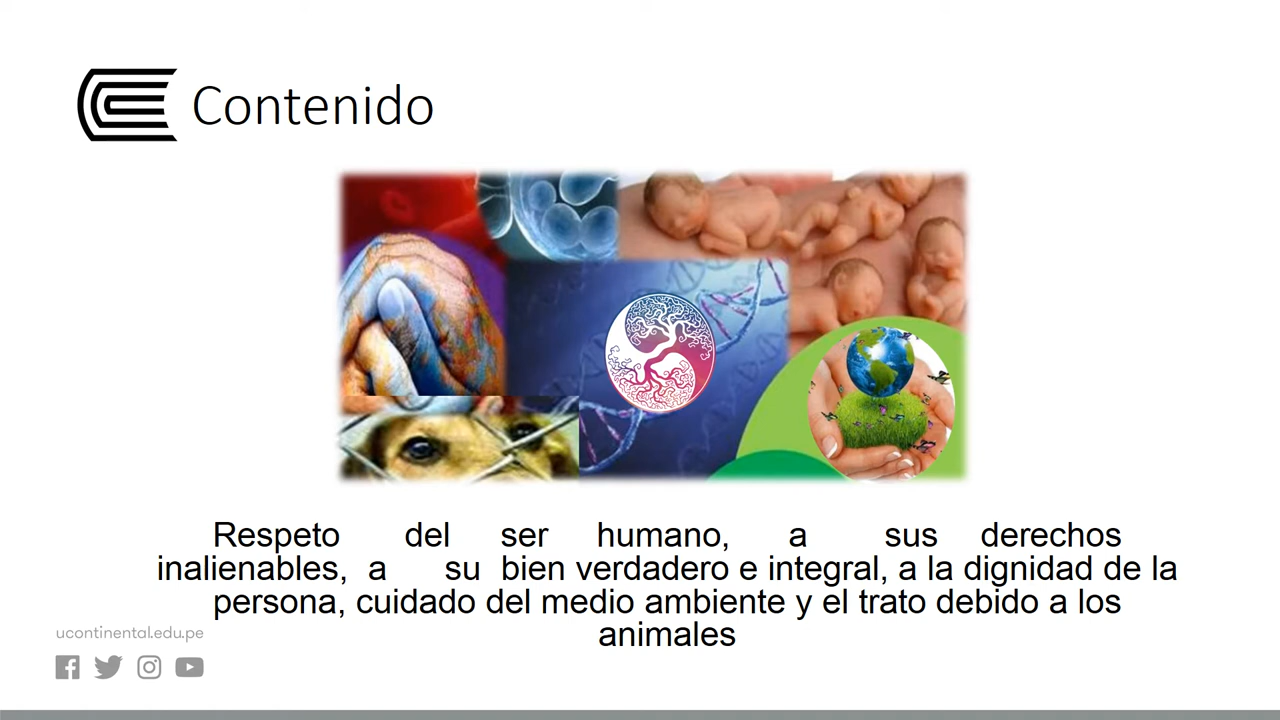 Contenido
Respeto del ser humano, a sus derechos
inalienables, a su bien verdadero e integral, a la dignidad de la
persona, cuidado del medio ambiente y el trato debido a los
animales
ucontinental.edu.pe